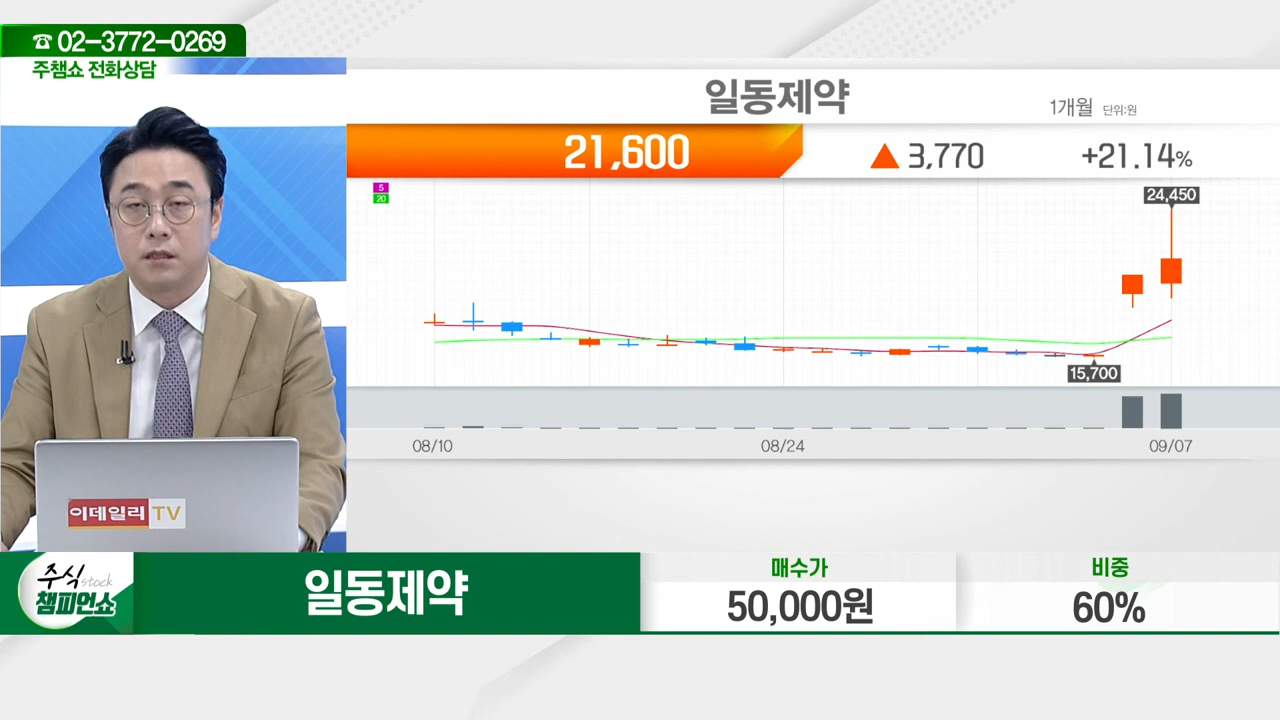 ☎ 02-3772-0269
주챔쇼 전화상담
일동제약
1개월 단위:원
21,600 ▲ 3,770 +21.14%
5
20
24,450
15,700
08/10 08/24 09/07
이데일리 TV
주식 stock
챔피언쇼
일동제약
매수가
50,000원
비중
60%